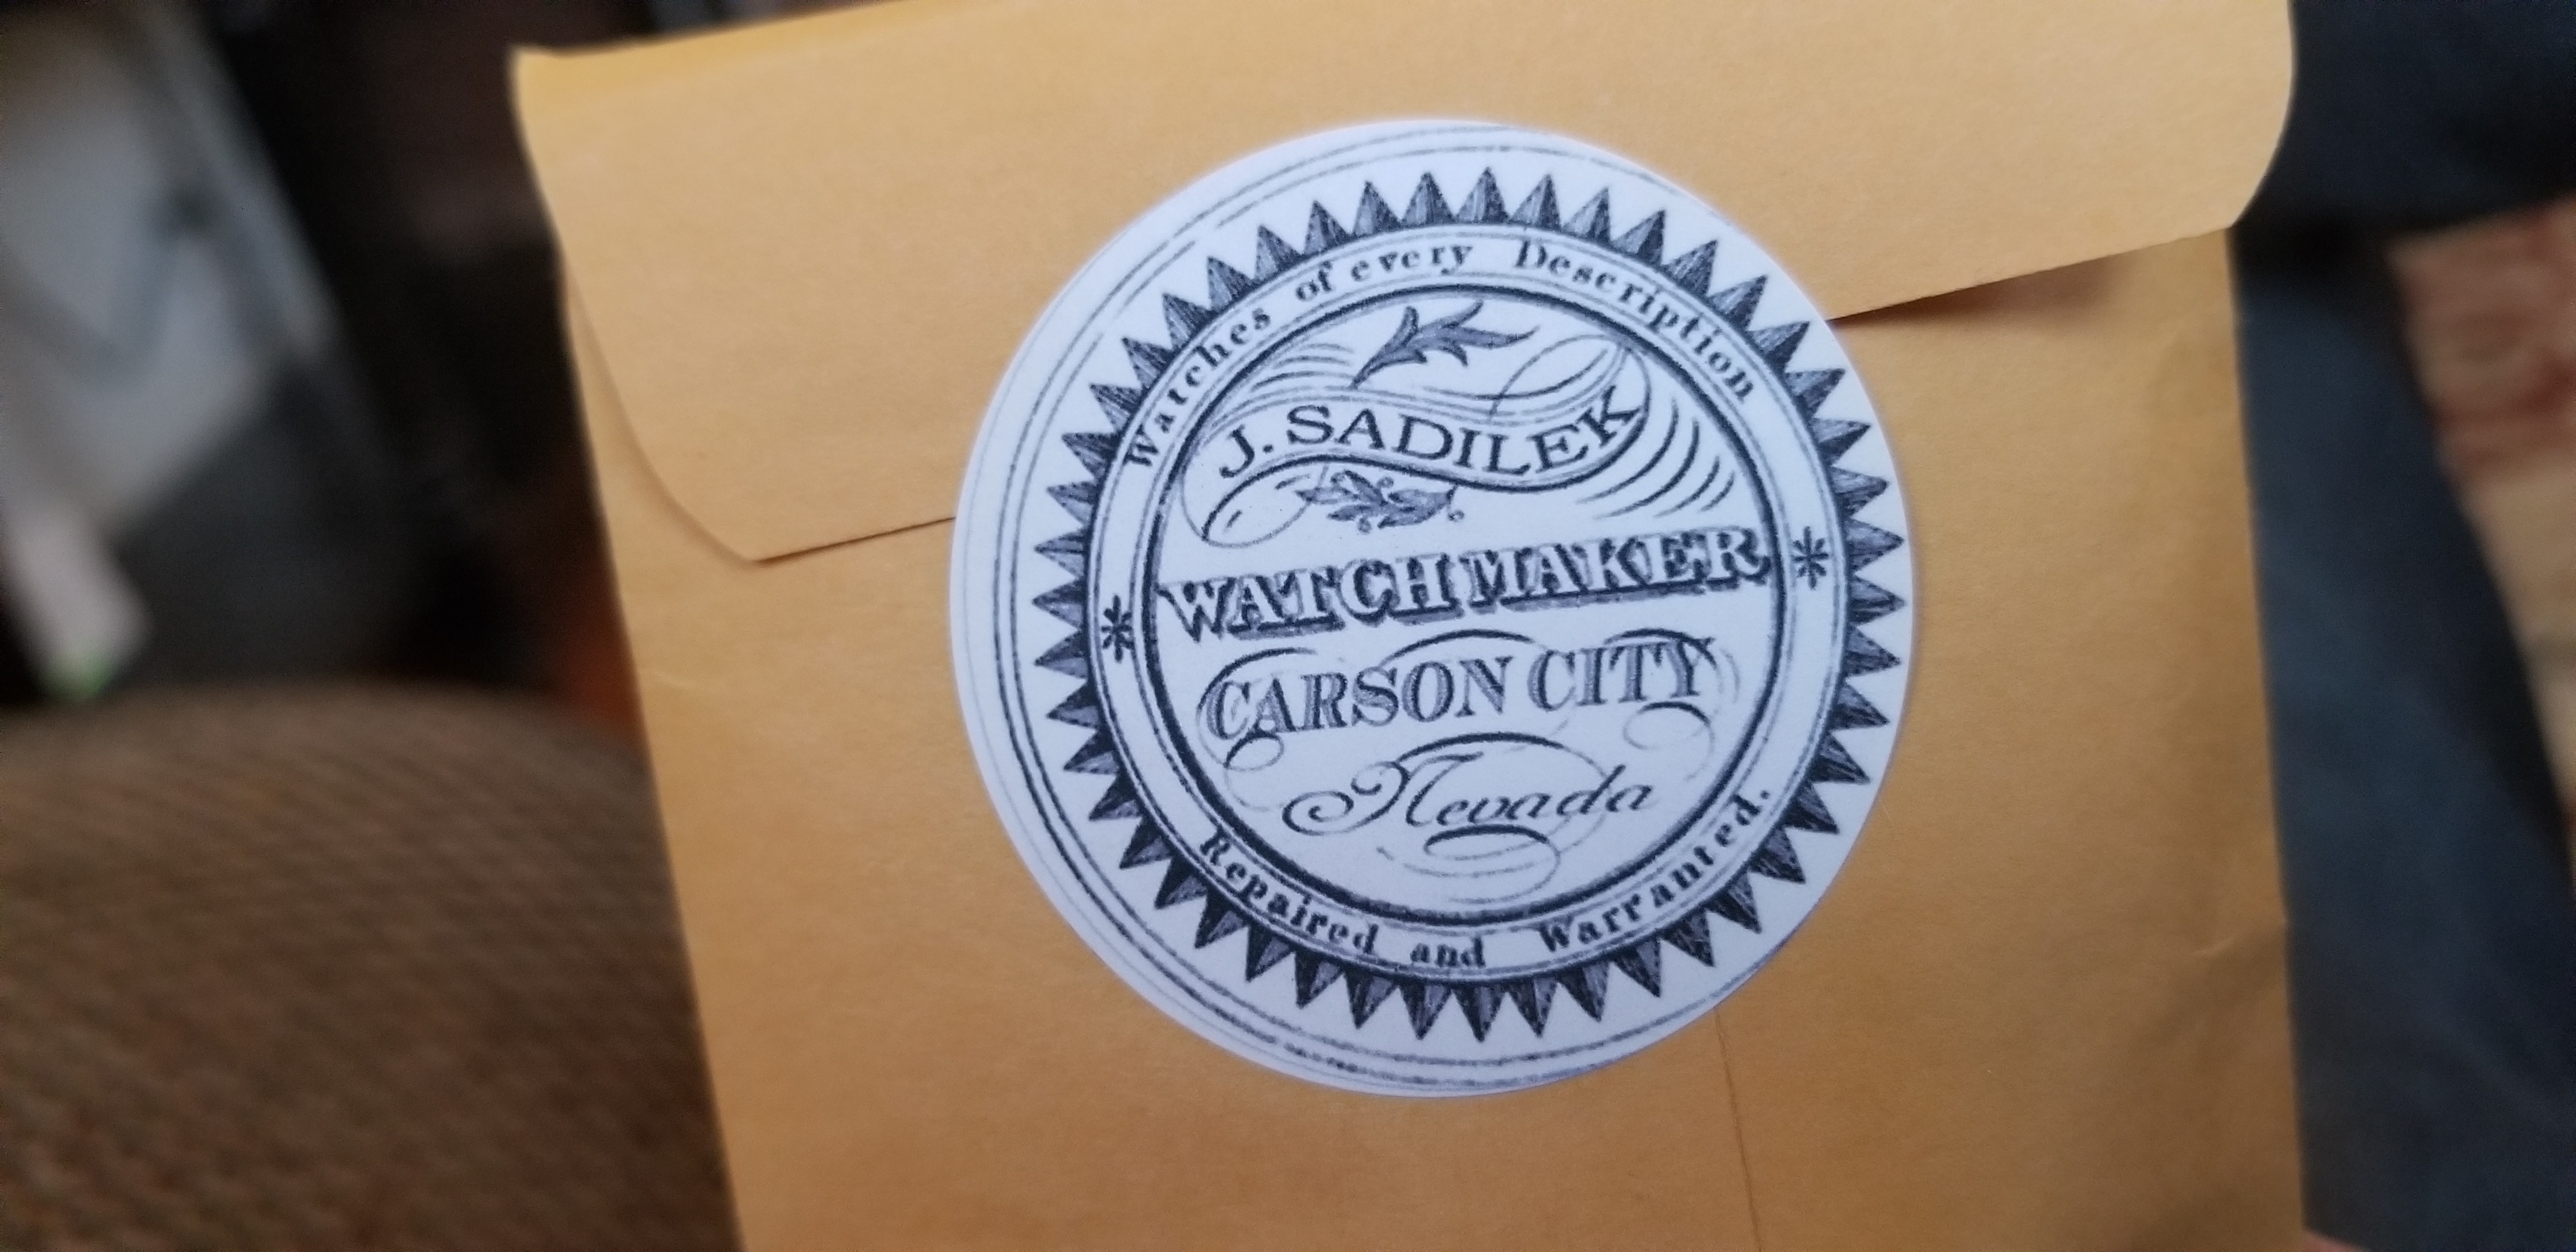 Watches of every Description
J. SADILEK
WATCHMAKER
CARSON CITY
Nevada
Repaired and Warranted.